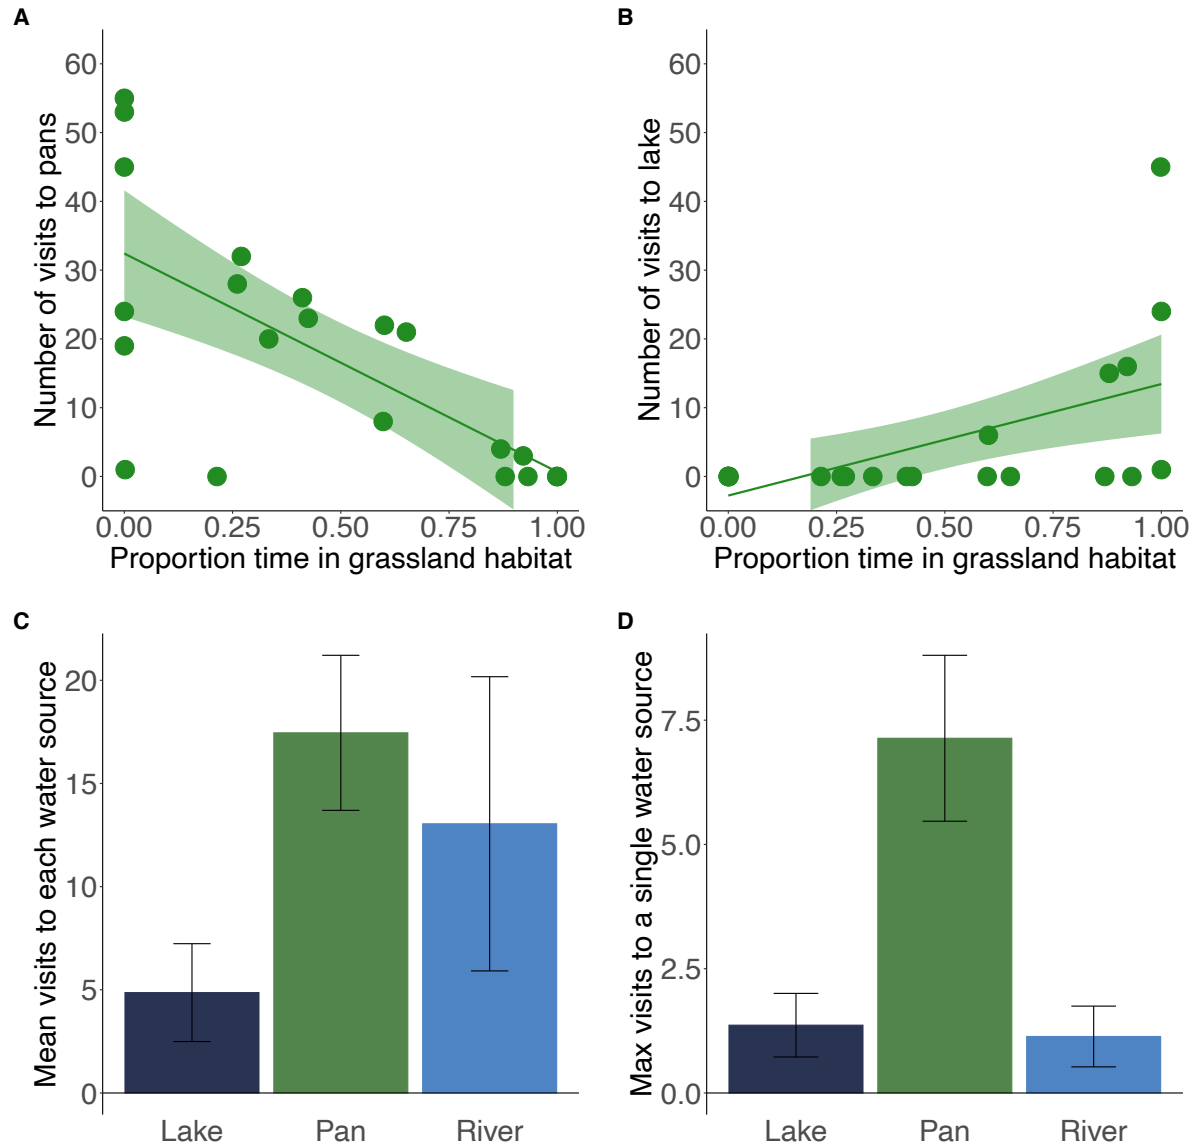 A
Number of visits to pans
60
50
40
30
20
10
0
0.00 0.25 0.50 0.75 1.00
Proportion time in grassland habitat
B
Number of visits to lake
60
50
40
30
20
10
0
0.00 0.25 0.50 0.75 1.00
Proportion time in grassland habitat
C
Mean visits to each water source
20
15
10
5
0
Lake Pan River
D
Max visits to a single water source
7.5
5.0
2.5
0.0
Lake Pan River